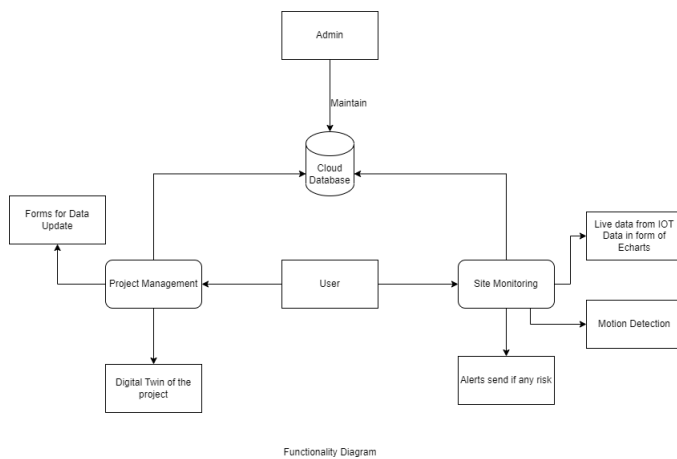 Admin
Maintain
Cloud
Database
Forms for Data
Update
Live data from IOT
Data in form of
Echarts
Project Management
User
Site Monitoring
Motion Detection
Digital Twin of the
project
Alerts send if any risk
Functionality Diagram